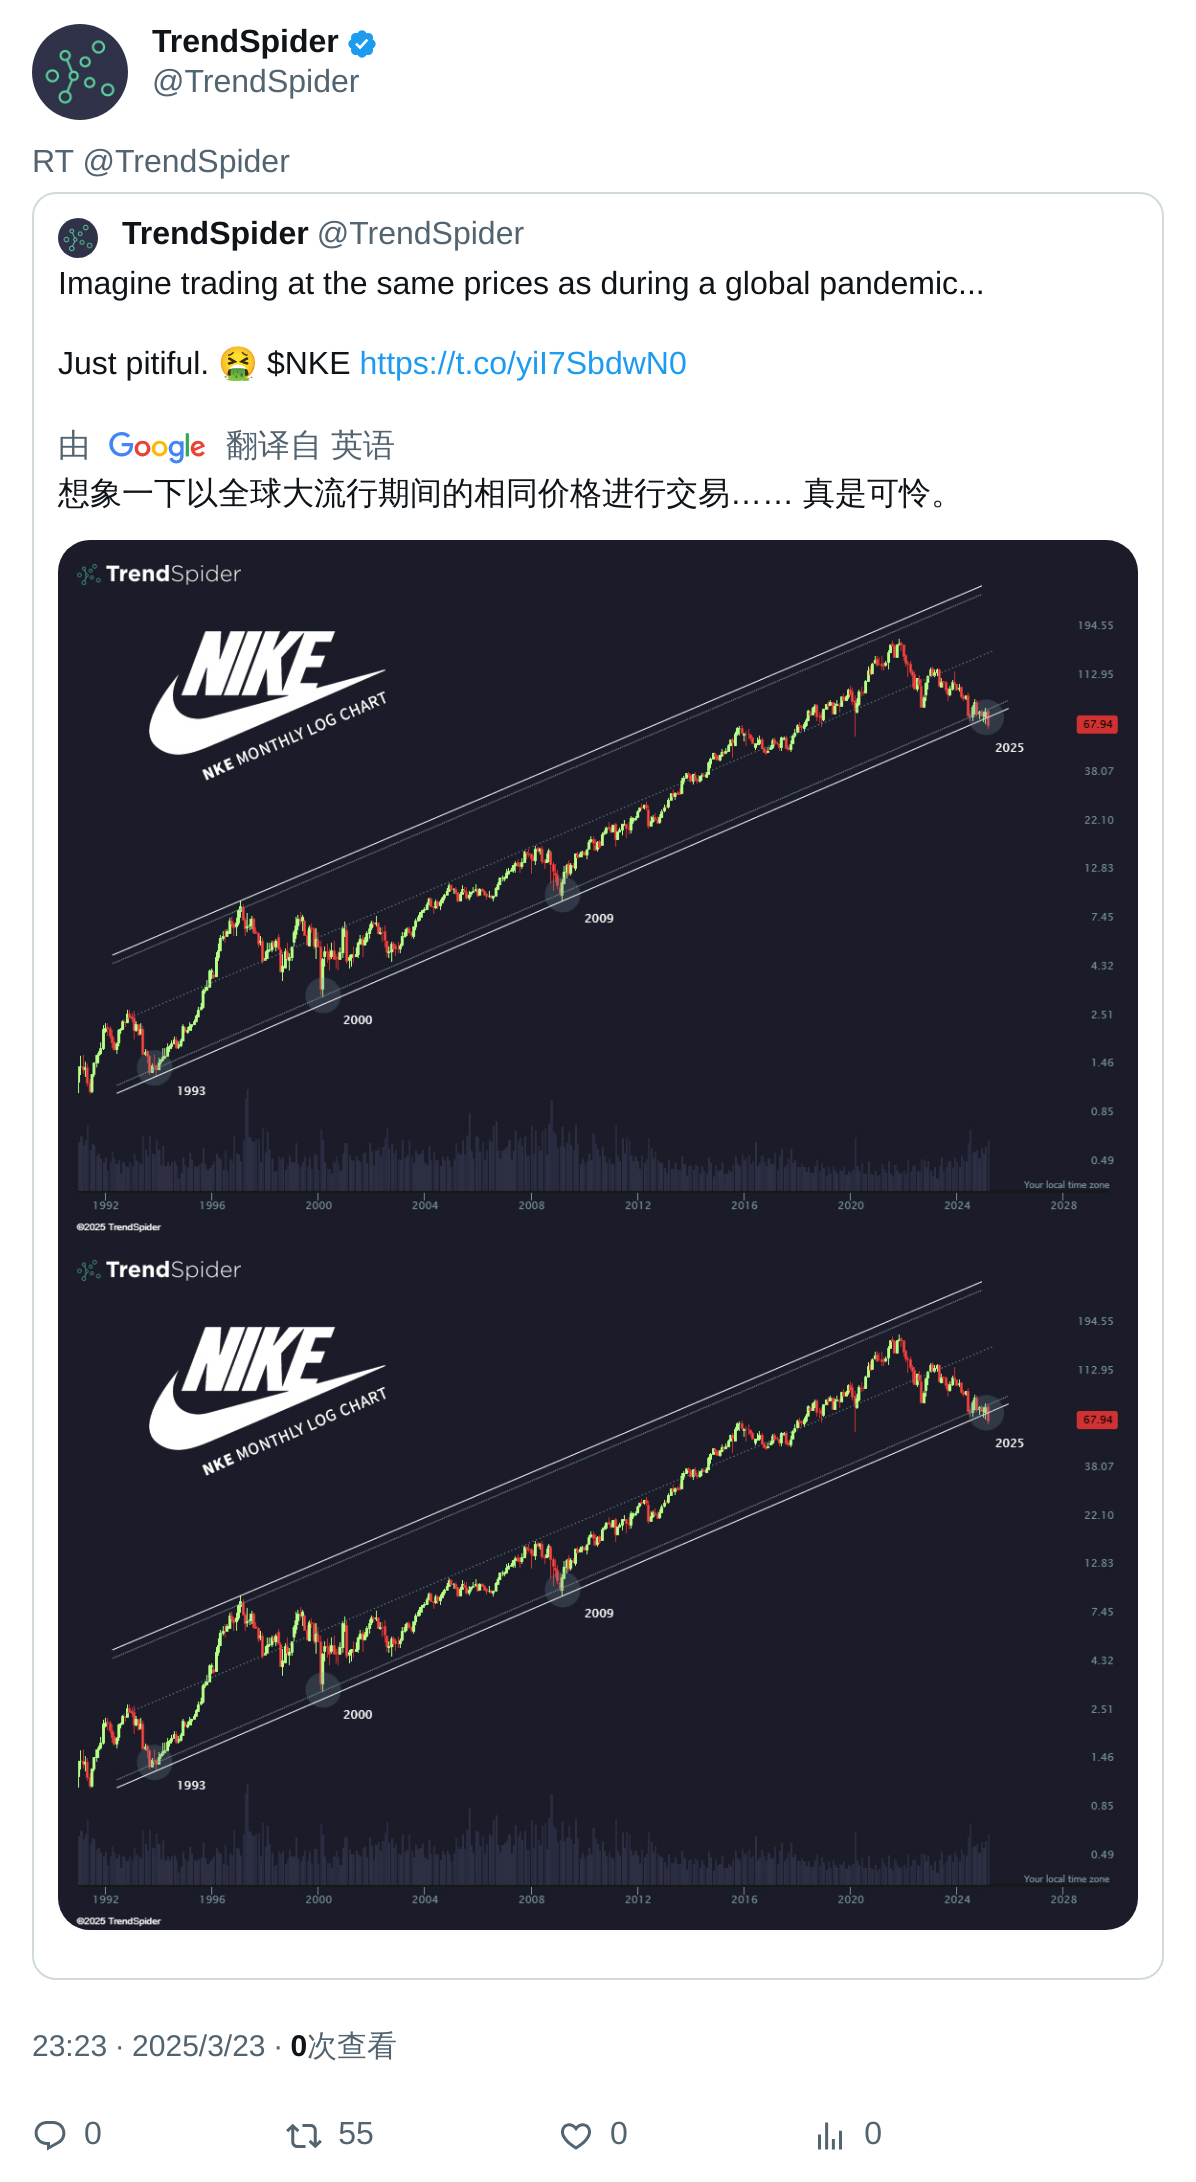 TrendSpider
@TrendSpider
RT @TrendSpider
TrendSpider @TrendSpider
Imagine trading at the same prices as during a global pandemic...
Just pitiful. 🤮 $NKE https://t.co/yiI7SbdwN0
由 Google 翻译自 英语
想象一下以全球大流行期间的相同价格进行交易…… 真是可怜。
TrendSpider
NIKE
NKE MONTHLY LOG CHART
194.55
112.95
67.94
2025
38.07
22.10
12.83
2009
7.45
4.32
2000
2.51
1.46
1993
0.85
0.49
Your local time zone
1992 1996 2000 2004 2008 2012 2016 2020 2024 2028
©2025 TrendSpider
TrendSpider
NIKE
NKE MONTHLY LOG CHART
194.55
112.95
67.94
2025
38.07
22.10
12.83
2009
7.45
4.32
2000
2.51
1.46
1993
0.85
0.49
Your local time zone
1992 1996 2000 2004 2008 2012 2016 2020 2024 2028
©2025 TrendSpider
23:23 · 2025/3/23 · 0次查看
0 55 0 0